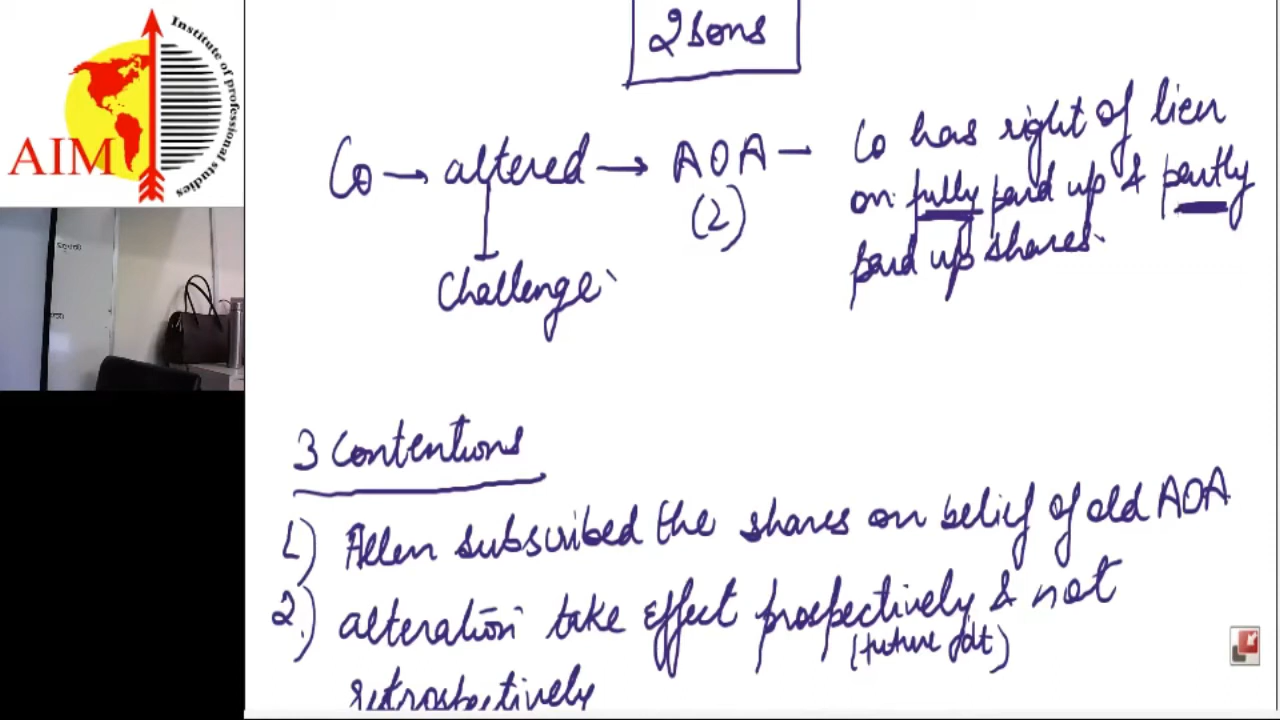 Institute of professional studies
AIM
2 sons
Co → altered → AOA – Co has right of lien
on fully paid up & partly
paid up shares.
(2)
Challenge
3 Contentions
1) Allen subscribed the shares on belief of old AOA
2.) alteration take effect prospectively & not
(future
retrospectively